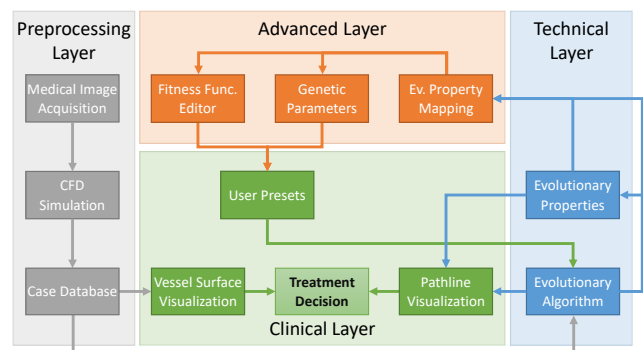 Preprocessing
Layer
Advanced Layer
Technical
Layer
Medical Image
Acquisition
Fitness Func.
Editor
Genetic
Parameters
Ev. Property
Mapping
CFD
Simulation
User Presets
Evolutionary
Properties
Case Database
Vessel Surface
Visualization
Treatment
Decision
Pathline
Visualization
Evolutionary
Algorithm
Clinical Layer